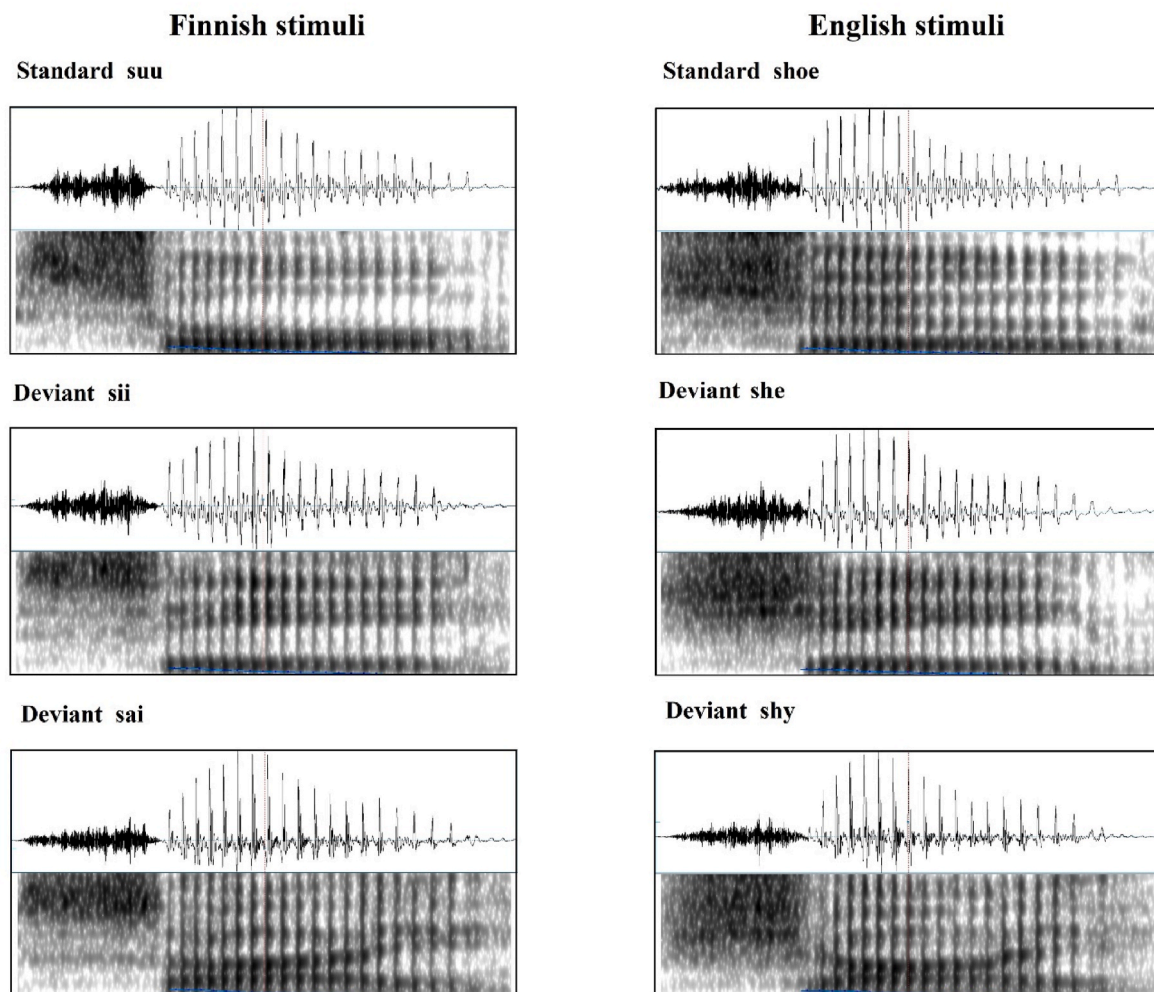 Finnish stimuli
English stimuli
Standard suu
Standard shoe
Deviant sii
Deviant she
Deviant sai
Deviant shy